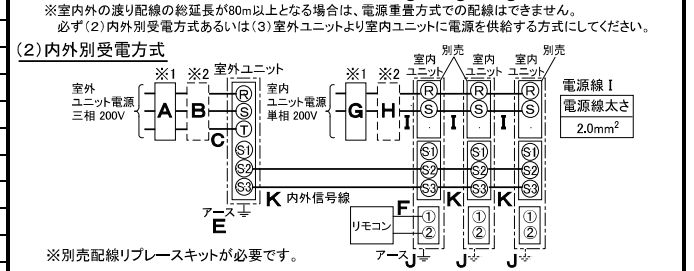 ※室内外の渡り配線の総延長が80m以上となる場合は、電源重畳方式での配線はできません。
必ず(2)内外別受電方式あるいは(3)室外ユニットより室内ユニットに電源を供給する方式にしてください。
(2)内外別受電方式
※1 ※2 室外ユニット
室外
ユニット電源
三相 200V
A B C
R
S
T
S1
S2
S3
アース
E
K 内外信号線
※1 ※2
室内
ユニット電源
単相 200V
G H
室内
ユニット
別売
室内
ユニット
室内
ユニット
別売
R R R
S S S
I I I
S1 S1 S1
S2 S2 S2
S3 S3 S3
K K
F
リモコン
① ① ①
② ② ②
アース J J J
電源線 I
電源線太さ
2.0mm²
※別売配線リプレースキットが必要です。